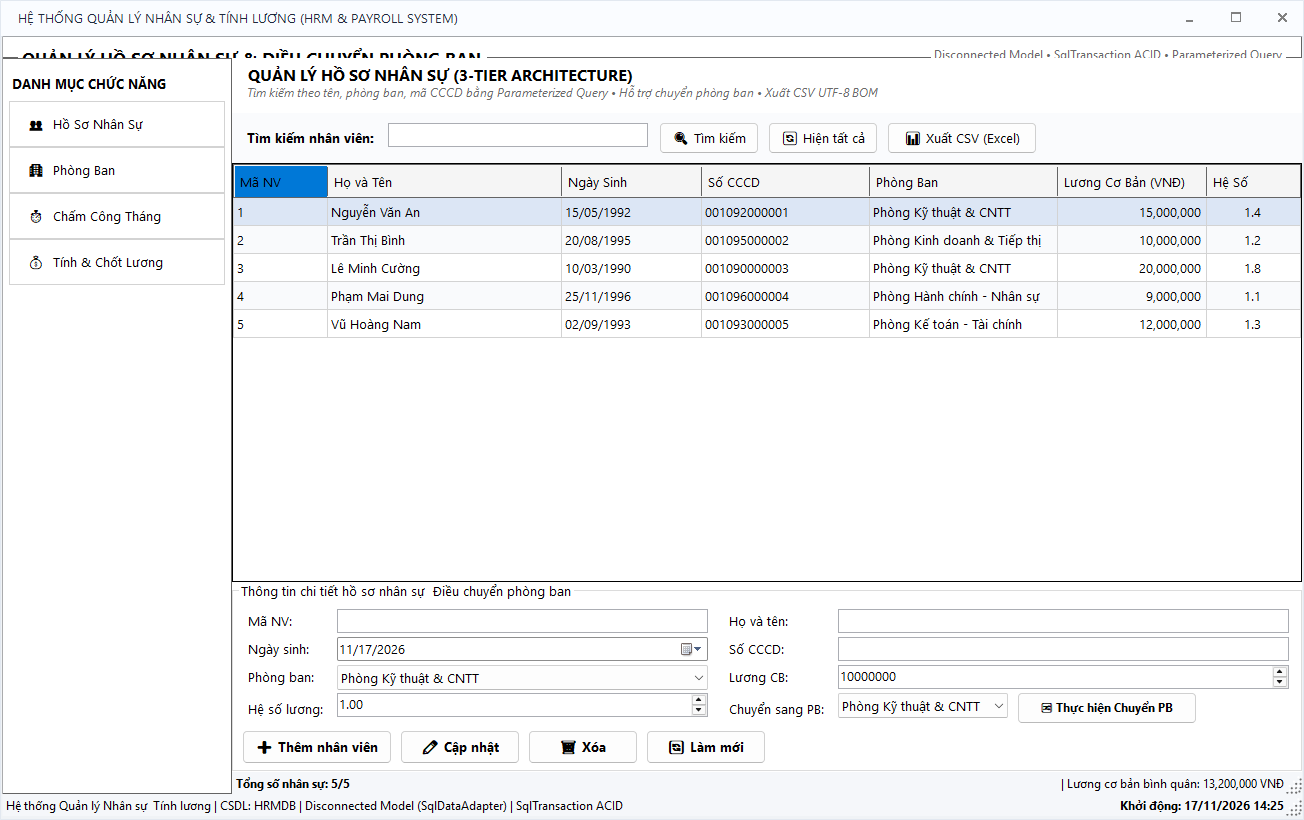 HỆ THỐNG QUẢN LÝ NHÂN SỰ & TÍNH LƯƠNG (HRM & PAYROLL SYSTEM)
QUẢN LÝ HỒ SƠ NHÂN SỰ & ĐIỀU CHUYỂN PHÒNG BAN
Disconnected Model • SqlTransaction ACID • Parameterized Query
DANH MỤC CHỨC NĂNG
Hồ Sơ Nhân Sự
Phòng Ban
Chấm Công Tháng
Tính & Chốt Lương
QUẢN LÝ HỒ SƠ NHÂN SỰ (3-TIER ARCHITECTURE)
Tìm kiếm theo tên, phòng ban, mã CCCD bằng Parameterized Query • Hỗ trợ chuyển phòng ban • Xuất CSV UTF-8 BOM
Tìm kiếm nhân viên: Tìm kiếm Hiện tất cả Xuất CSV (Excel)
Mã NV Họ và Tên Ngày Sinh Số CCCD Phòng Ban Lương Cơ Bản (VNĐ) Hệ Số
1 Nguyễn Văn An 15/05/1992 001092000001 Phòng Kỹ thuật & CNTT 15,000,000 1.4
2 Trần Thị Bình 20/08/1995 001095000002 Phòng Kinh doanh & Tiếp thị 10,000,000 1.2
3 Lê Minh Cường 10/03/1990 001090000003 Phòng Kỹ thuật & CNTT 20,000,000 1.8
4 Phạm Mai Dung 25/11/1996 001096000004 Phòng Hành chính - Nhân sự 9,000,000 1.1
5 Vũ Hoàng Nam 02/09/1993 001093000005 Phòng Kế toán - Tài chính 12,000,000 1.3
Thông tin chi tiết hồ sơ nhân sự Điều chuyển phòng ban
Mã NV: Họ và tên:
Ngày sinh: 11/17/2026 Số CCCD:
Phòng ban: Phòng Kỹ thuật & CNTT Lương CB: 10000000
Hệ số lương: 1.00 Chuyển sang PB: Phòng Kỹ thuật & CNTT Thực hiện Chuyển PB
Thêm nhân viên Cập nhật Xóa Làm mới
Tổng số nhân sự: 5/5 | Lương cơ bản bình quân: 13,200,000 VNĐ
Hệ thống Quản lý Nhân sự Tính lương | CSDL: HRMDB | Disconnected Model (SqlDataAdapter) | SqlTransaction ACID Khởi động: 17/11/2026 14:25